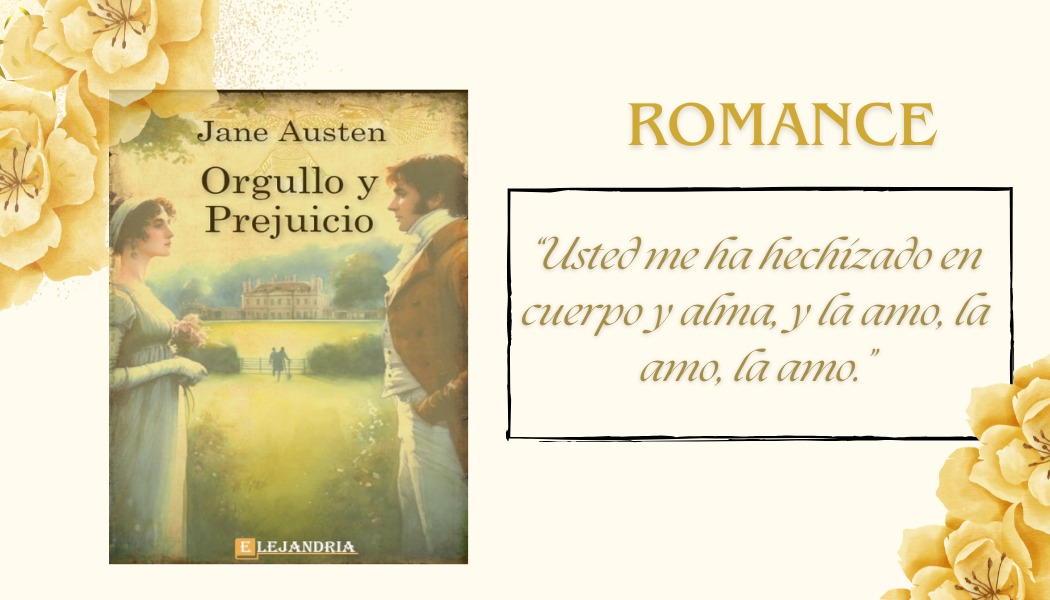 Jane Austen
Orgullo y
Prejuicio
ELEJANDRIA
ROMANCE
“Usted me ha hechizado en
cuerpo y alma, y la amo, la
amo, la amo.”